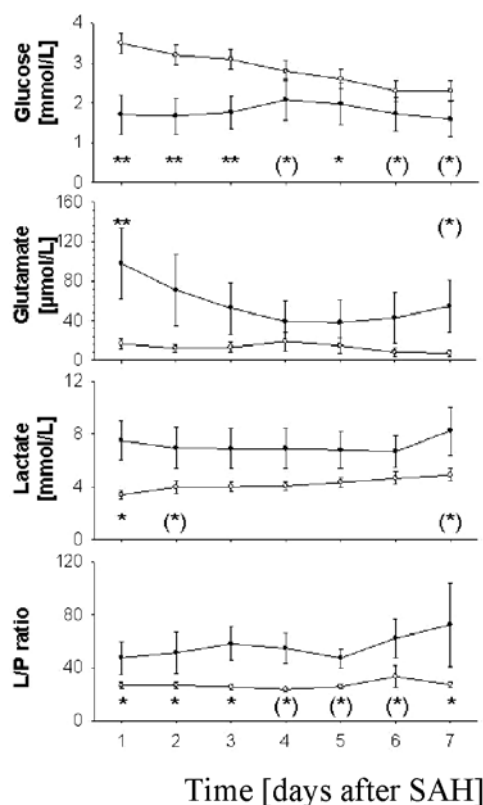 Glucose
[mmol/L]
4
3
2
1
0
** ** ** (*) * (*) (*)
Glutamate
[µmol/L]
160
120
80
40
0
** (*)
Lactate
[mmol/L]
12
8
4
0
* (*) (*)
L/P ratio
120
80
40
0
* * * (*) (*) (*) *
1 2 3 4 5 6 7
Time [days after SAH]